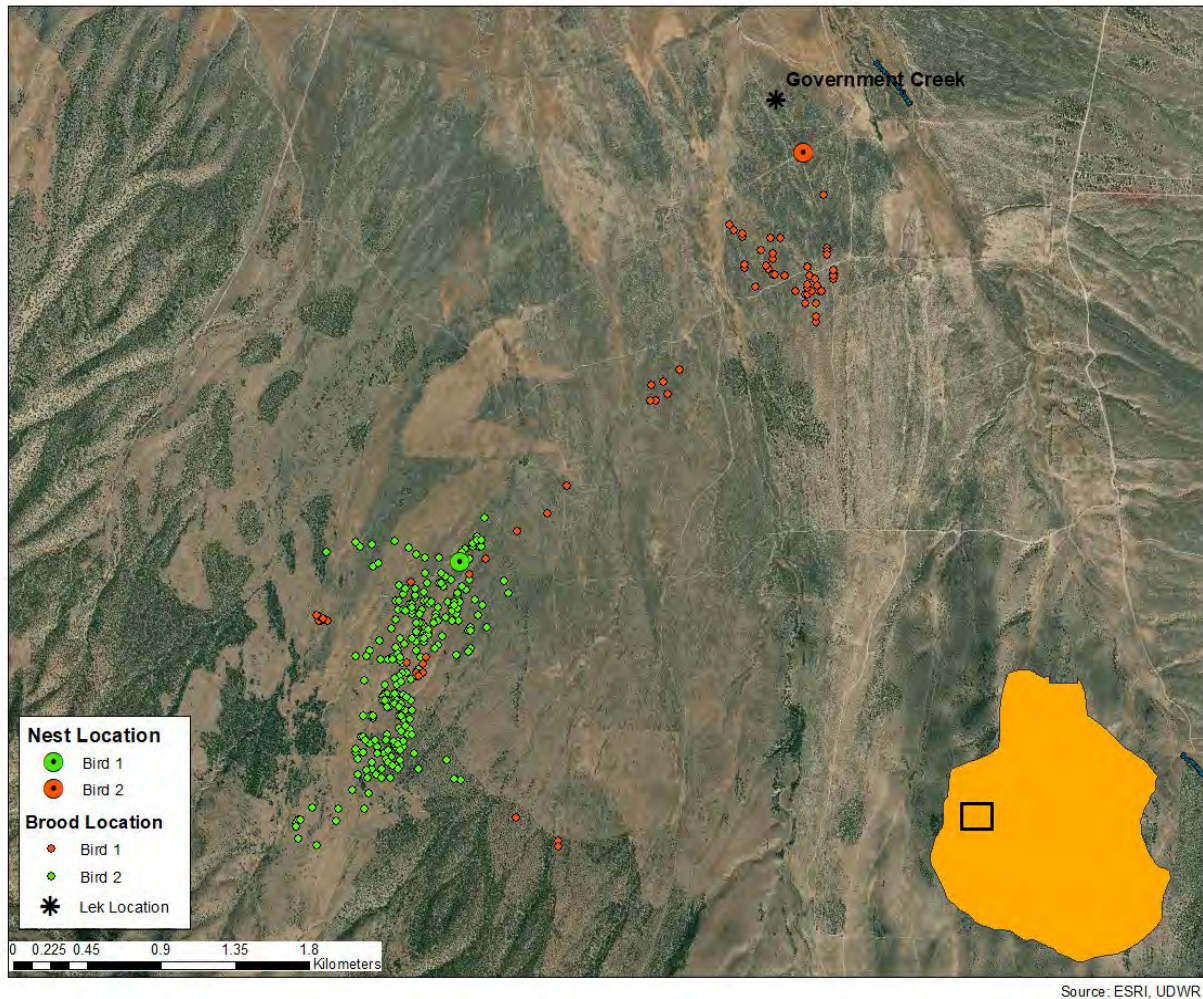 Government Creek
Nest Location
Bird 1
Bird 2
Brood Location
Bird 1
Bird 2
Lek Location
0 0.225 0.45 0.9 1.35 1.8
Kilometers
Source: ESRI, UDWR